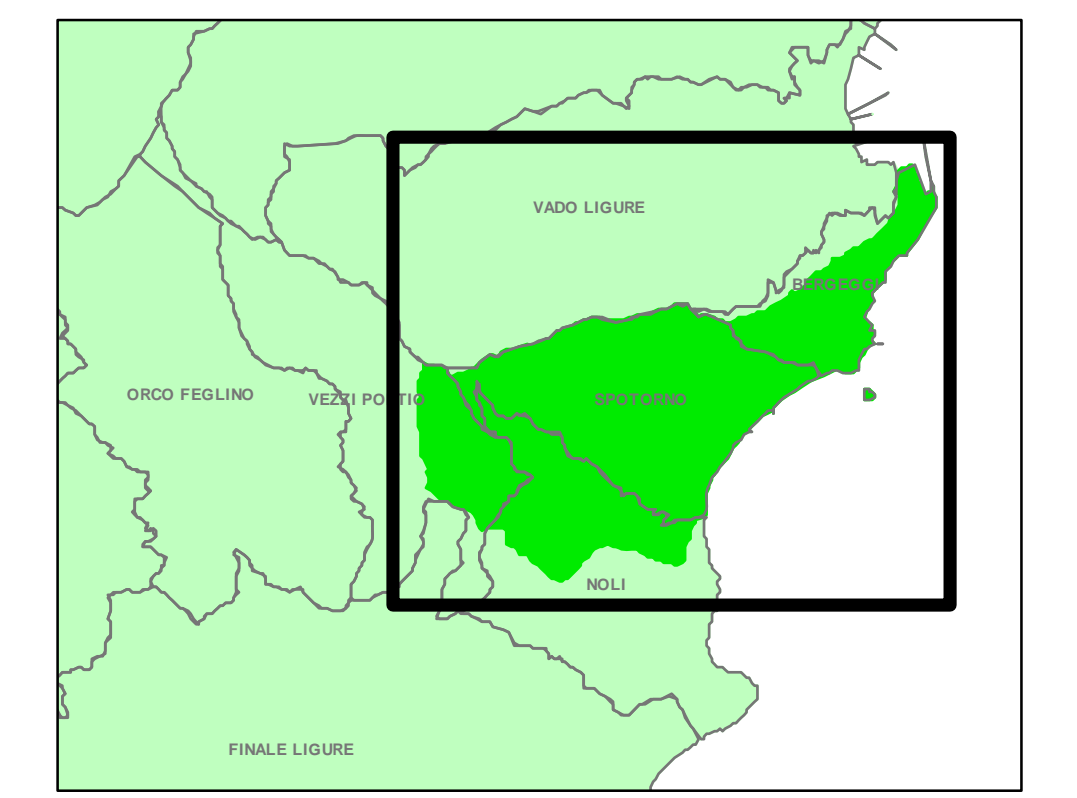 VADO LIGURE
BERGEGGI
ORCO FEGLINO
VEZZI PORTIO
SPOTORNO
NOLI
FINALE LIGURE